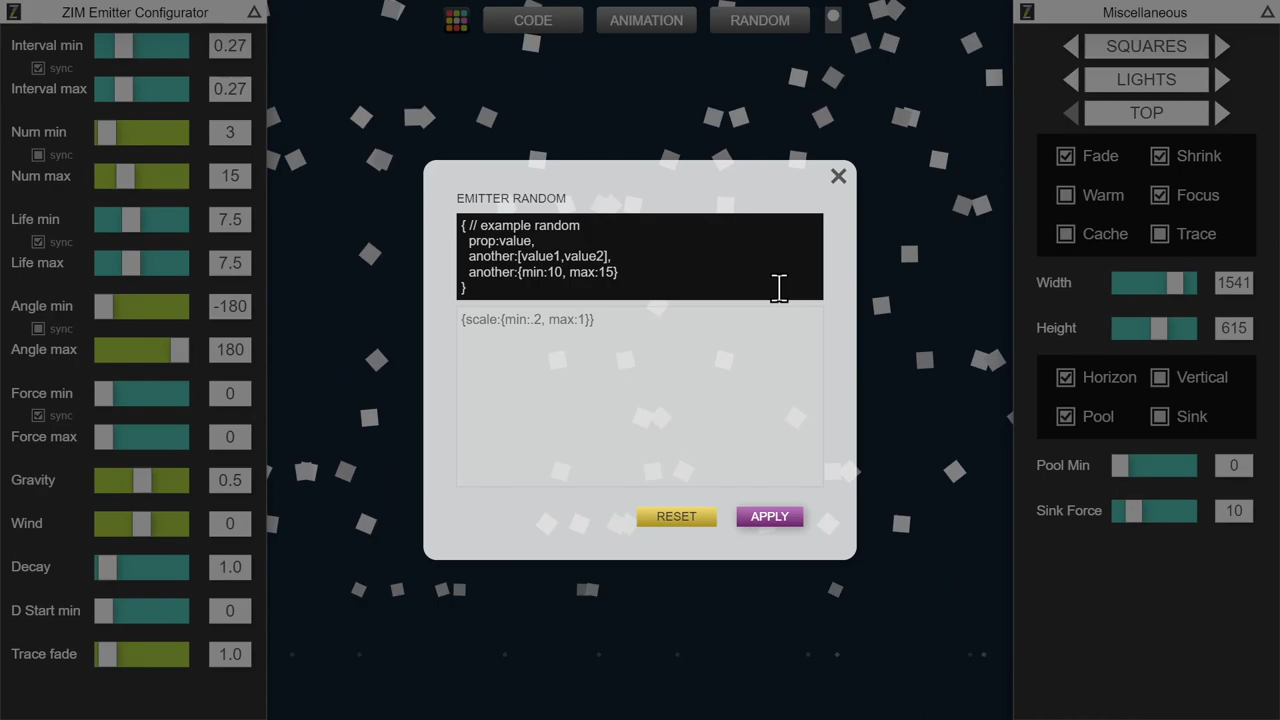 ZIM Emitter Configurator
Interval min 0.27
sync
Interval max 0.27
Num min 3
sync
Num max 15
Life min 7.5
sync
Life max 7.5
Angle min -180
sync
Angle max 180
Force min 0
sync
Force max 0
Gravity 0.5
Wind 0
Decay 1.0
D Start min 0
Trace fade 1.0
CODE ANIMATION RANDOM
EMITTER RANDOM
{ // example random
prop:value,
another:[value1,value2],
another:{min:10, max:15}
}
{scale:{min:.2, max:1}}
RESET APPLY
Z Miscellaneous
SQUARES
LIGHTS
TOP
Fade Shrink
Warm Focus
Cache Trace
Width 1541
Height 615
Horizon Vertical
Pool Sink
Pool Min 0
Sink Force 10